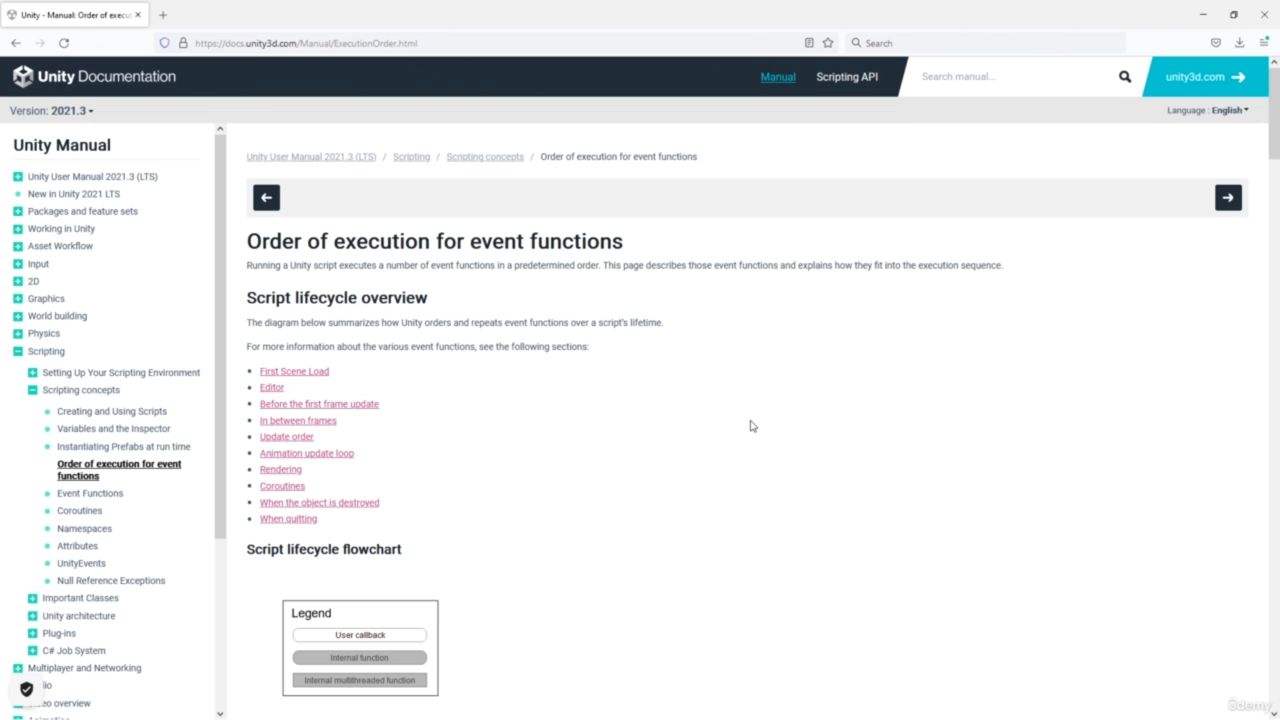 Unity - Manual: Order of execut
https://docs.unity3d.com/Manual/ExecutionOrder.html
Search
Unity Documentation
Manual
Scripting API
Search manual...
unity3d.com
Version: 2021.3
Language : English
Unity Manual
Unity User Manual 2021.3 (LTS)
New in Unity 2021 LTS
Packages and feature sets
Working in Unity
Asset Workflow
Input
2D
Graphics
World building
Physics
Scripting
Setting Up Your Scripting Environment
Scripting concepts
Creating and Using Scripts
Variables and the Inspector
Instantiating Prefabs at run time
Order of execution for event
functions
Event Functions
Coroutines
Namespaces
Attributes
UnityEvents
Null Reference Exceptions
Important Classes
Unity architecture
Plug-ins
C# Job System
Multiplayer and Networking
Unity User Manual 2021.3 (LTS) / Scripting / Scripting concepts / Order of execution for event functions
Order of execution for event functions
Running a Unity script executes a number of event functions in a predetermined order. This page describes those event functions and explains how they fit into the execution sequence.
Script lifecycle overview
The diagram below summarizes how Unity orders and repeats event functions over a script's lifetime.
For more information about the various event functions, see the following sections:
First Scene Load
Editor
Before the first frame update
In between frames
Update order
Animation update loop
Rendering
Coroutines
When the object is destroyed
When quitting
Script lifecycle flowchart
Legend
User callback
Internal function
Internal multithreaded function
ûdemy